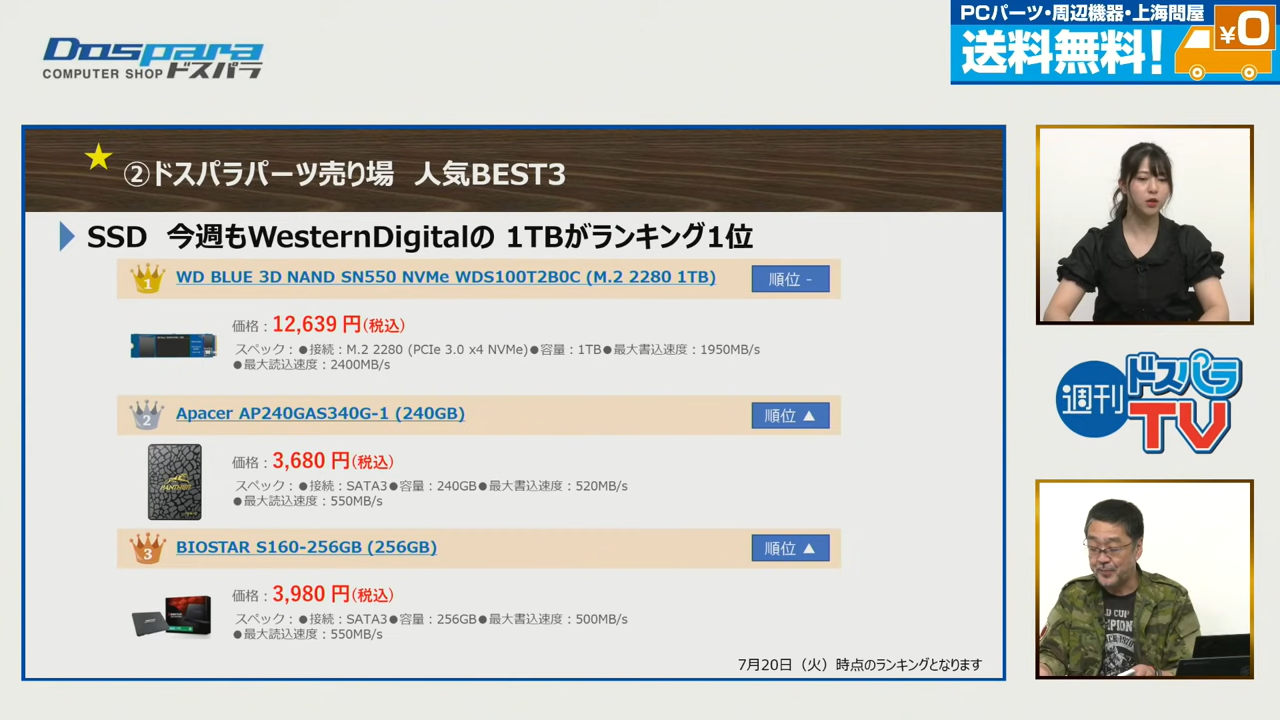 Dospara
COMPUTER SHOP ドスパラ
PCパーツ・周辺機器・上海問屋
送料無料!
¥0
②ドスパラパーツ売り場 人気BEST3
SSD 今週もWesternDigitalの 1TBがランキング1位
1
WD BLUE 3D NAND SN550 NVMe WDS100T2B0C (M.2 2280 1TB)
順位 -
価格：12,639 円(税込)
スペック：●接続：M.2 2280 (PCIe 3.0 x4 NVMe)●容量：1TB●最大書込速度：1950MB/s
●最大読込速度：2400MB/s
2
Apacer AP240GAS340G-1 (240GB)
順位 ▲
価格：3,680 円(税込)
スペック：●接続：SATA3●容量：240GB●最大書込速度：520MB/s
●最大読込速度：550MB/s
3
BIOSTAR S160-256GB (256GB)
順位 ▲
価格：3,980 円(税込)
スペック：●接続：SATA3●容量：256GB●最大書込速度：500MB/s
●最大読込速度：550MB/s
7月20日（火）時点のランキングとなります
週刊
ドスパラ
TV